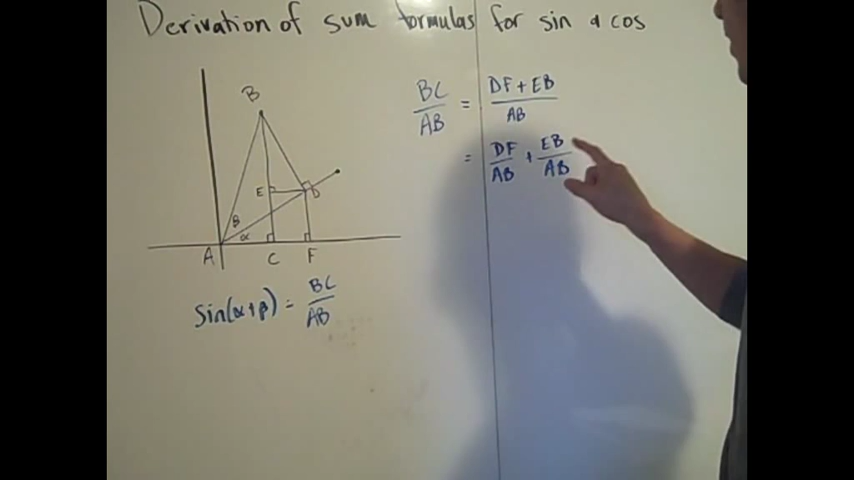 Derivation of sum formulas for sin & cos
BC/AB = DF + EB/AB
= DF/AB + EB/AB
B
E
D
β
α
A
C
F
sin(α+β) = BC/AB